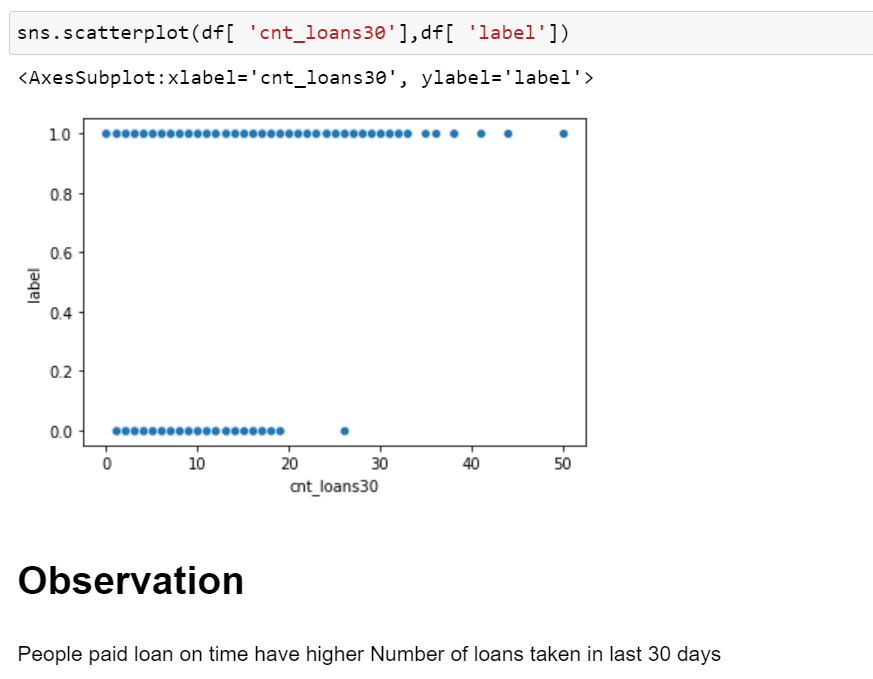 sns.scatterplot(df[ 'cnt_loans30'],df[ 'label'])
<AxesSubplot:xlabel='cnt_loans30', ylabel='label'>
1.0
0.8
0.6
label
0.4
0.2
0.0
0 10 20 30 40 50
cnt_loans30
Observation
People paid loan on time have higher Number of loans taken in last 30 days